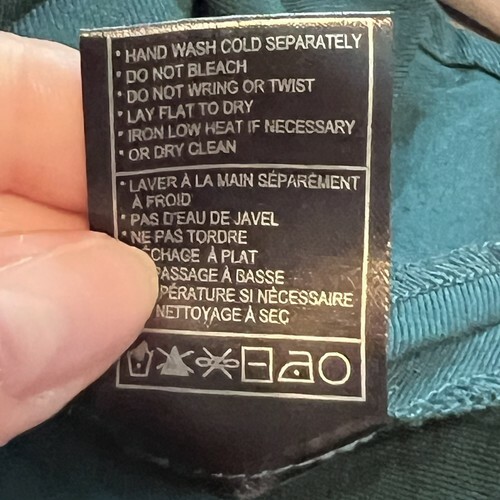 • HAND WASH COLD SEPARATELY
• DO NOT BLEACH
• DO NOT WRING OR TWIST
• LAY FLAT TO DRY
• IRON LOW HEAT IF NECESSARY
• OR DRY CLEAN
• LAVER À LA MAIN SÉPARÉMENT
À FROID
• PAS D'EAU DE JAVEL
• NE PAS TORDRE
ÉCHAGE À PLAT
PASSAGE À BASSE
PÉRATURE SI NÉCESSAIRE
NETTOYAGE À SEC